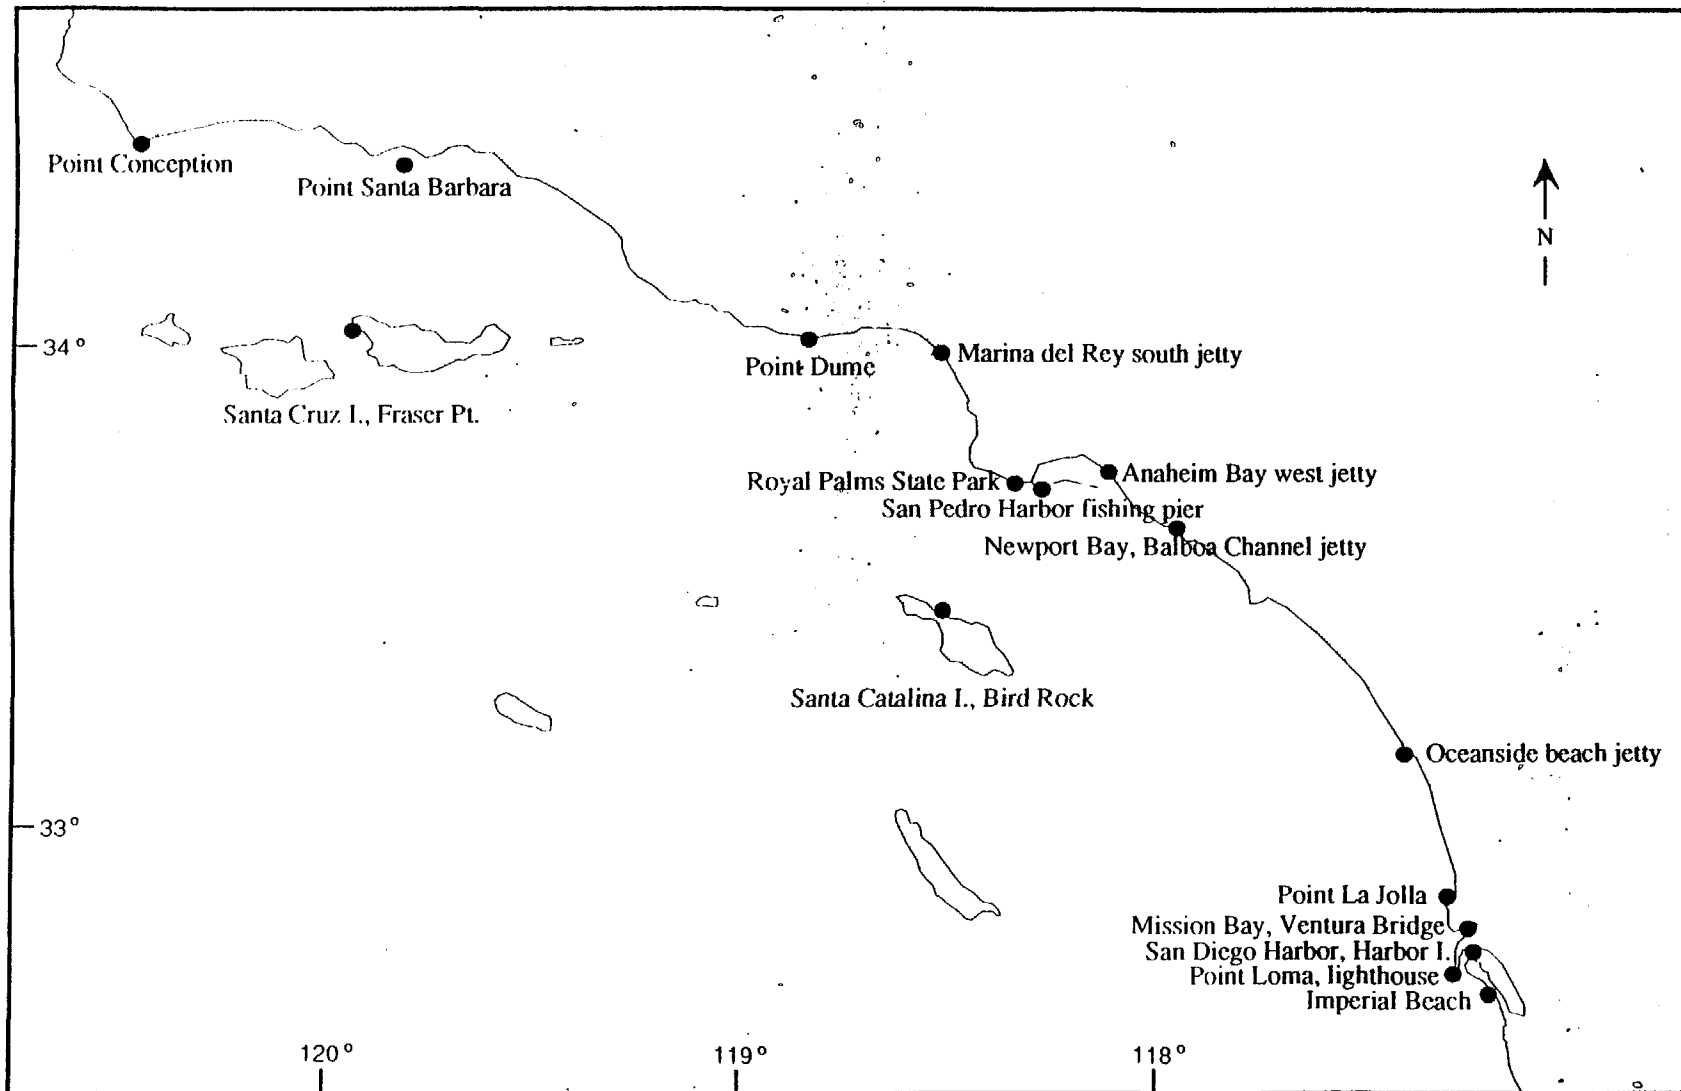 Point Conception
Point Santa Barbara
N
34°
Point Dume
Marina del Rey south jetty
Santa Cruz I., Fraser Pt.
Royal Palms State Park
Anaheim Bay west jetty
San Pedro Harbor fishing pier
Newport Bay, Balboa Channel jetty
Santa Catalina I., Bird Rock
Oceanside beach jetty
33°
Point La Jolla
Mission Bay, Ventura Bridge
San Diego Harbor, Harbor I.
Point Loma, lighthouse
Imperial Beach
120°
119°
118°